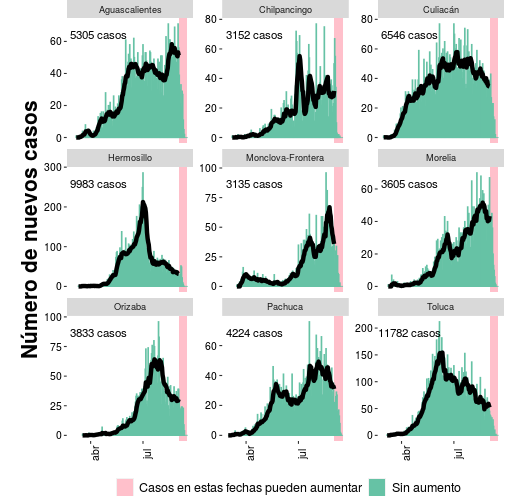 Número de nuevos casos
Aguascalientes
5305 casos
0
20
40
60
Chilpancingo
3152 casos
0
20
40
60
80
Culiacán
6546 casos
0
20
40
60
80
Hermosillo
9983 casos
0
100
200
300
Monclova-Frontera
3135 casos
0
25
50
75
100
Morelia
3605 casos
0
20
40
60
Orizaba
3833 casos
0
25
50
75
100
Pachuca
4224 casos
0
20
40
60
Toluca
11782 casos
0
50
100
150
200
abr jul
abr jul
abr jul
Casos en estas fechas pueden aumentar Sin aumento